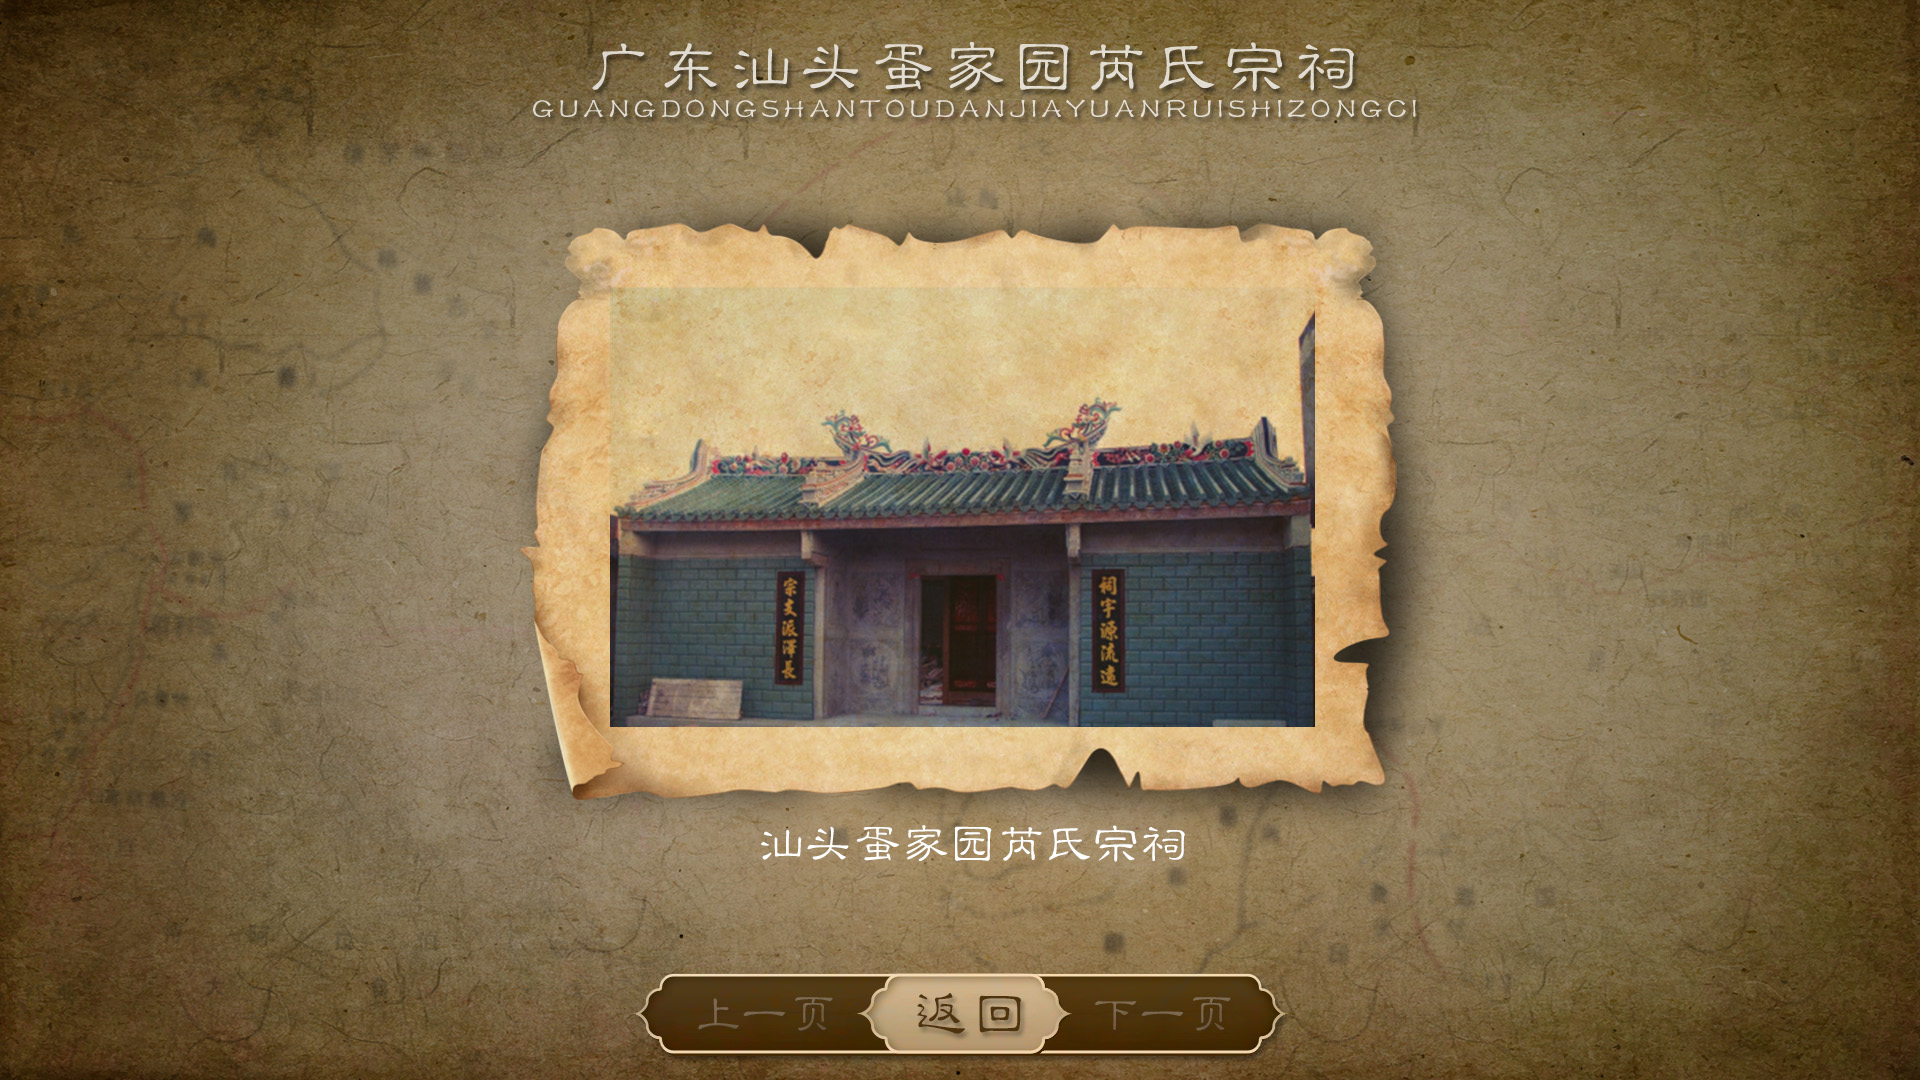 广东汕头蛋家园芮氏宗祠
GUANGDONGSHANTOUDANJIAYUANRUISHIZONGCI
祠宇源流遠
宗支派澤長
汕头蛋家园芮氏宗祠
上一页
返回
下一页